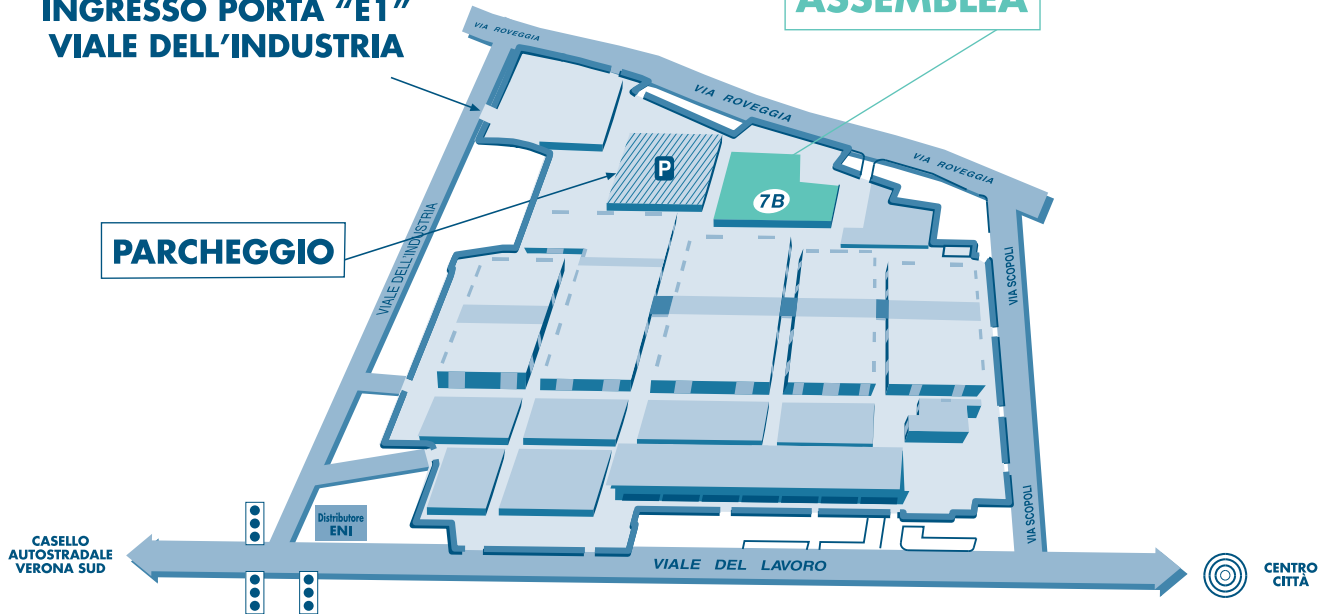 INGRESSO PORTA “E1”
VIALE DELL’INDUSTRIA
ASSEMBLEA
VIA ROVEGGIA
VIA ROVEGGIA
VIA ROVEGGIA
P
7B
PARCHEGGIO
VIALE DELL'INDUSTRIA
VIA SCOPOLI
VIA SCOPOLI
Distributore
ENI
CASELLO
AUTOSTRADALE
VERONA SUD
VIALE DEL LAVORO
CENTRO
CITTÀ